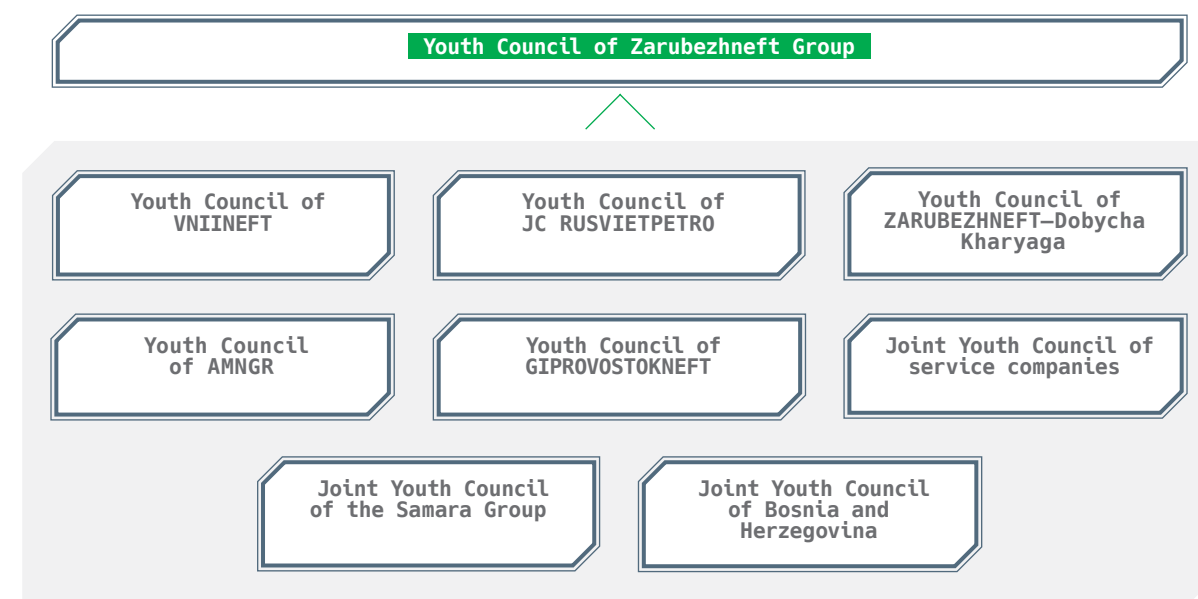 Youth Council of Zarubezhneft Group
Youth Council of
VNIINEFT
Youth Council of
JC RUSVIETPETRO
Youth Council of
ZARUBEZHNEFT—Dobycha
Kharyaga
Youth Council
of AMNGR
Youth Council of
GIPROVOSTOKNEFT
Joint Youth Council of
service companies
Joint Youth Council
of the Samara Group
Joint Youth Council
of Bosnia and
Herzegovina